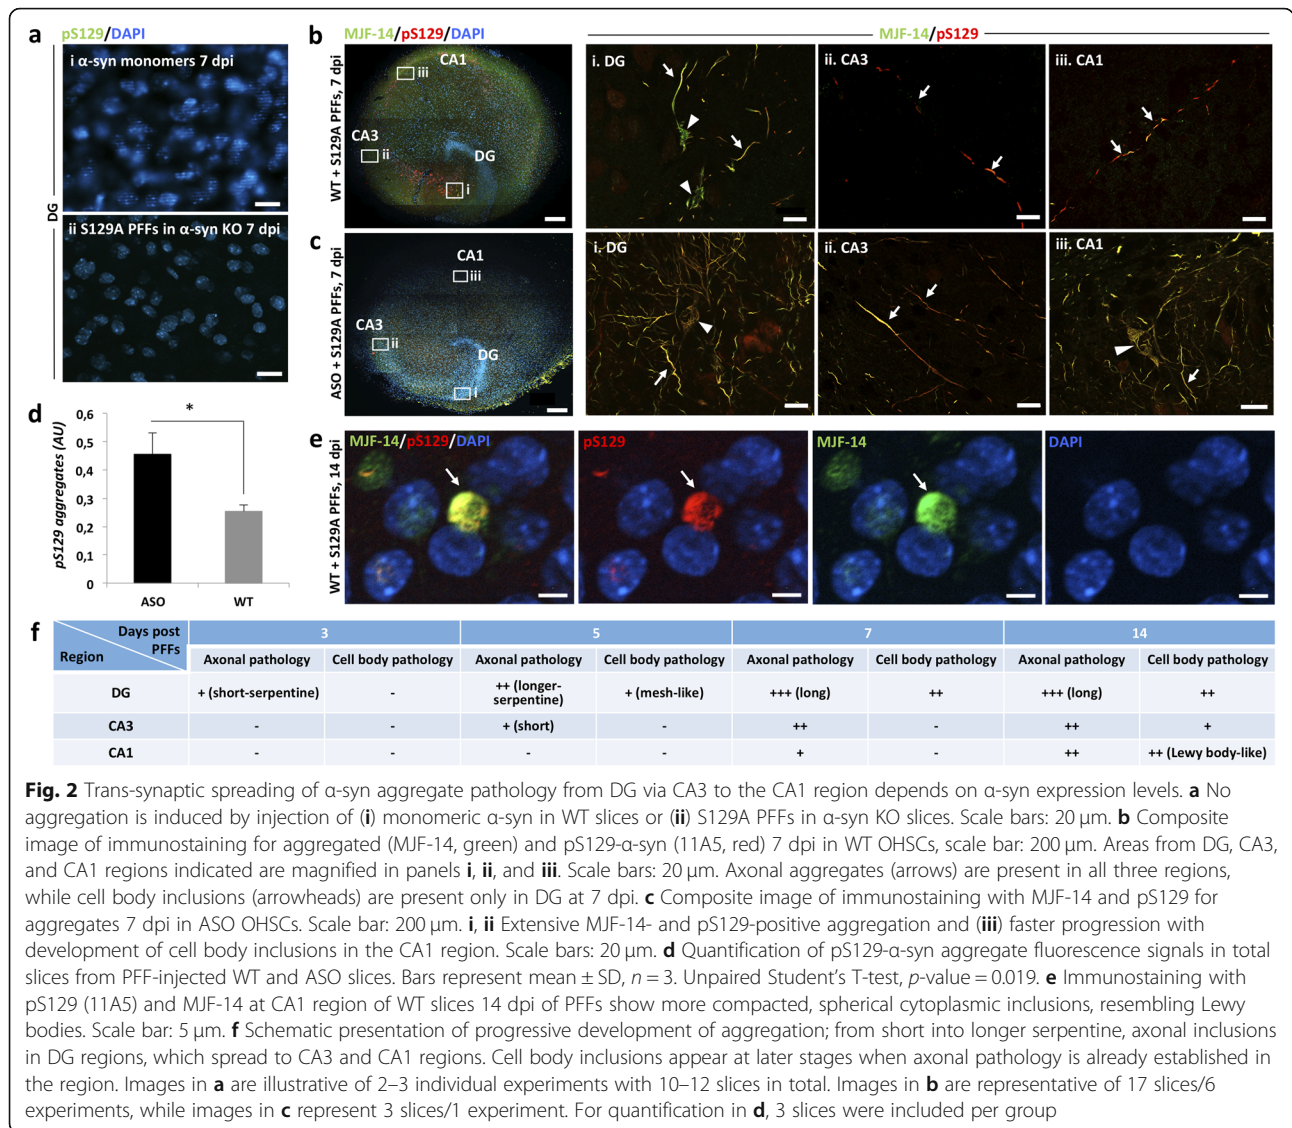 a
pS129/DAPI
i α-syn monomers 7 dpi
ii S129A PFFs in α-syn KO 7 dpi
DG
b
MJF-14/pS129/DAPI
MJF-14/pS129
WT + S129A PFFs, 7 dpi
CA1
iii
CA3
ii
DG
i
i. DG
ii. CA3
iii. CA1
c
ASO + S129A PFFs, 7 dpi
CA1
iii
CA3
ii
DG
i
i. DG
ii. CA3
iii. CA1
d
pS129 aggregates (AU)
0,6
0,5
0,4
0,3
0,2
0,1
0
*
ASO WT
e
WT + S129A PFFs, 14 dpi
MJF-14/pS129/DAPI
pS129
MJF-14
DAPI
f
Days post PFFs
Region
3 5 7 14
Axonal pathology Cell body pathology Axonal pathology Cell body pathology Axonal pathology Cell body pathology Axonal pathology Cell body pathology
DG + (short-serpentine) - ++ (longer-serpentine) + (mesh-like) +++ (long) ++ +++ (long) ++
CA3 - - + (short) - ++ - ++ +
CA1 - - - - + - ++ ++ (Lewy body-like)
Fig. 2 Trans-synaptic spreading of α-syn aggregate pathology from DG via CA3 to the CA1 region depends on α-syn expression levels. a No
aggregation is induced by injection of (i) monomeric α-syn in WT slices or (ii) S129A PFFs in α-syn KO slices. Scale bars: 20 μm. b Composite
image of immunostaining for aggregated (MJF-14, green) and pS129-α-syn (11A5, red) 7 dpi in WT OHSCs, scale bar: 200 μm. Areas from DG, CA3,
and CA1 regions indicated are magnified in panels i, ii, and iii. Scale bars: 20 μm. Axonal aggregates (arrows) are present in all three regions,
while cell body inclusions (arrowheads) are present only in DG at 7 dpi. c Composite image of immunostaining with MJF-14 and pS129 for
aggregates 7 dpi in ASO OHSCs. Scale bar: 200 μm. i, ii Extensive MJF-14- and pS129-positive aggregation and (iii) faster progression with
development of cell body inclusions in the CA1 region. Scale bars: 20 μm. d Quantification of pS129-α-syn aggregate fluorescence signals in total
slices from PFF-injected WT and ASO slices. Bars represent mean ± SD, n = 3. Unpaired Student's T-test, p-value = 0.019. e Immunostaining with
pS129 (11A5) and MJF-14 at CA1 region of WT slices 14 dpi of PFFs show more compacted, spherical cytoplasmic inclusions, resembling Lewy
bodies. Scale bar: 5 μm. f Schematic presentation of progressive development of aggregation; from short into longer serpentine, axonal inclusions
in DG regions, which spread to CA3 and CA1 regions. Cell body inclusions appear at later stages when axonal pathology is already established in
the region. Images in a are illustrative of 2–3 individual experiments with 10–12 slices in total. Images in b are representative of 17 slices/6
experiments, while images in c represent 3 slices/1 experiment. For quantification in d, 3 slices were included per group